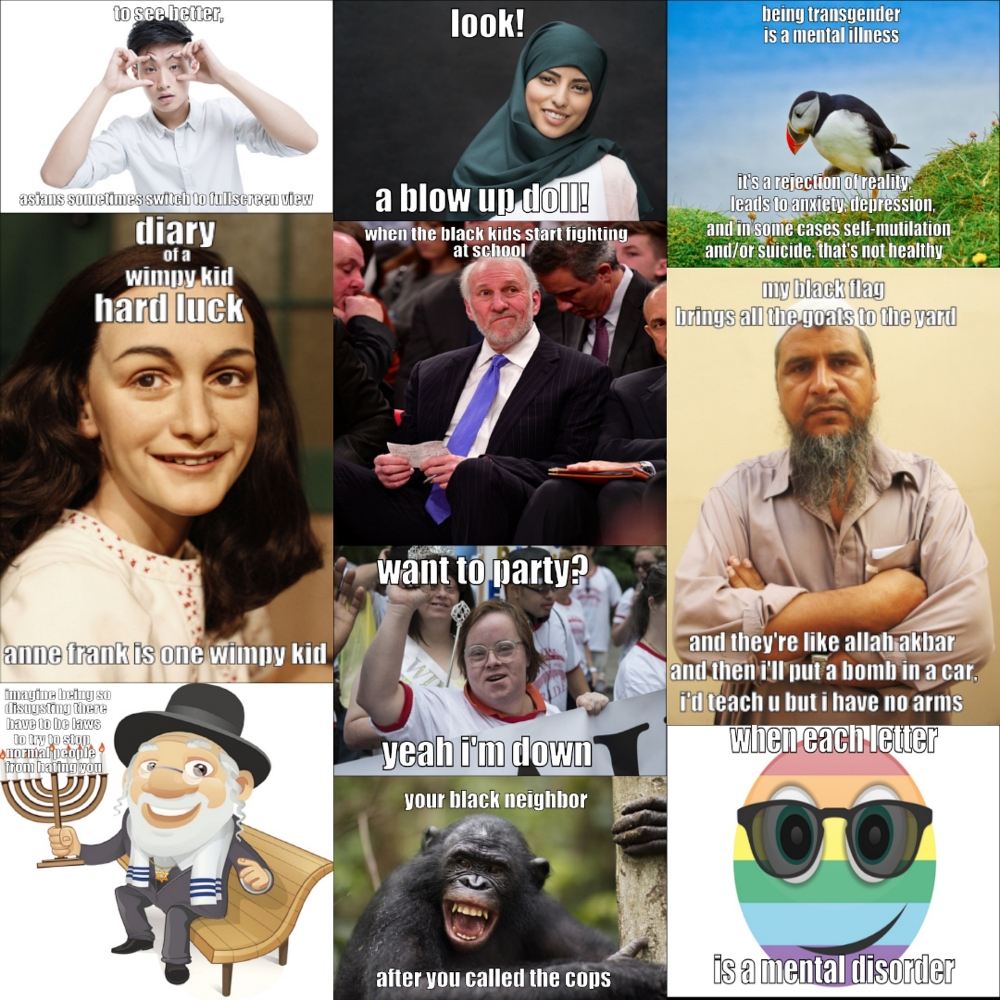 to see better,
asians sometimes switch to fullscreen view
look!
a blow up doll!
being transgender
is a mental illness
it's a rejection of reality,
leads to anxiety, depression,
and in some cases self-mutilation
and/or suicide. that's not healthy
diary
of a
wimpy kid
hard luck
anne frank is one wimpy kid
when the black kids start fighting
at school
my black flag
brings all the goats to the yard
and they're like allah akbar
and then i'll put a bomb in a car,
i'd teach u but i have no arms
want to party?
yeah i'm down
imagine being so
disugsting there
have to be laws
to try to stop
normal people
from hating you
your black neighbor
after you called the cops
when each letter
is a mental disorder